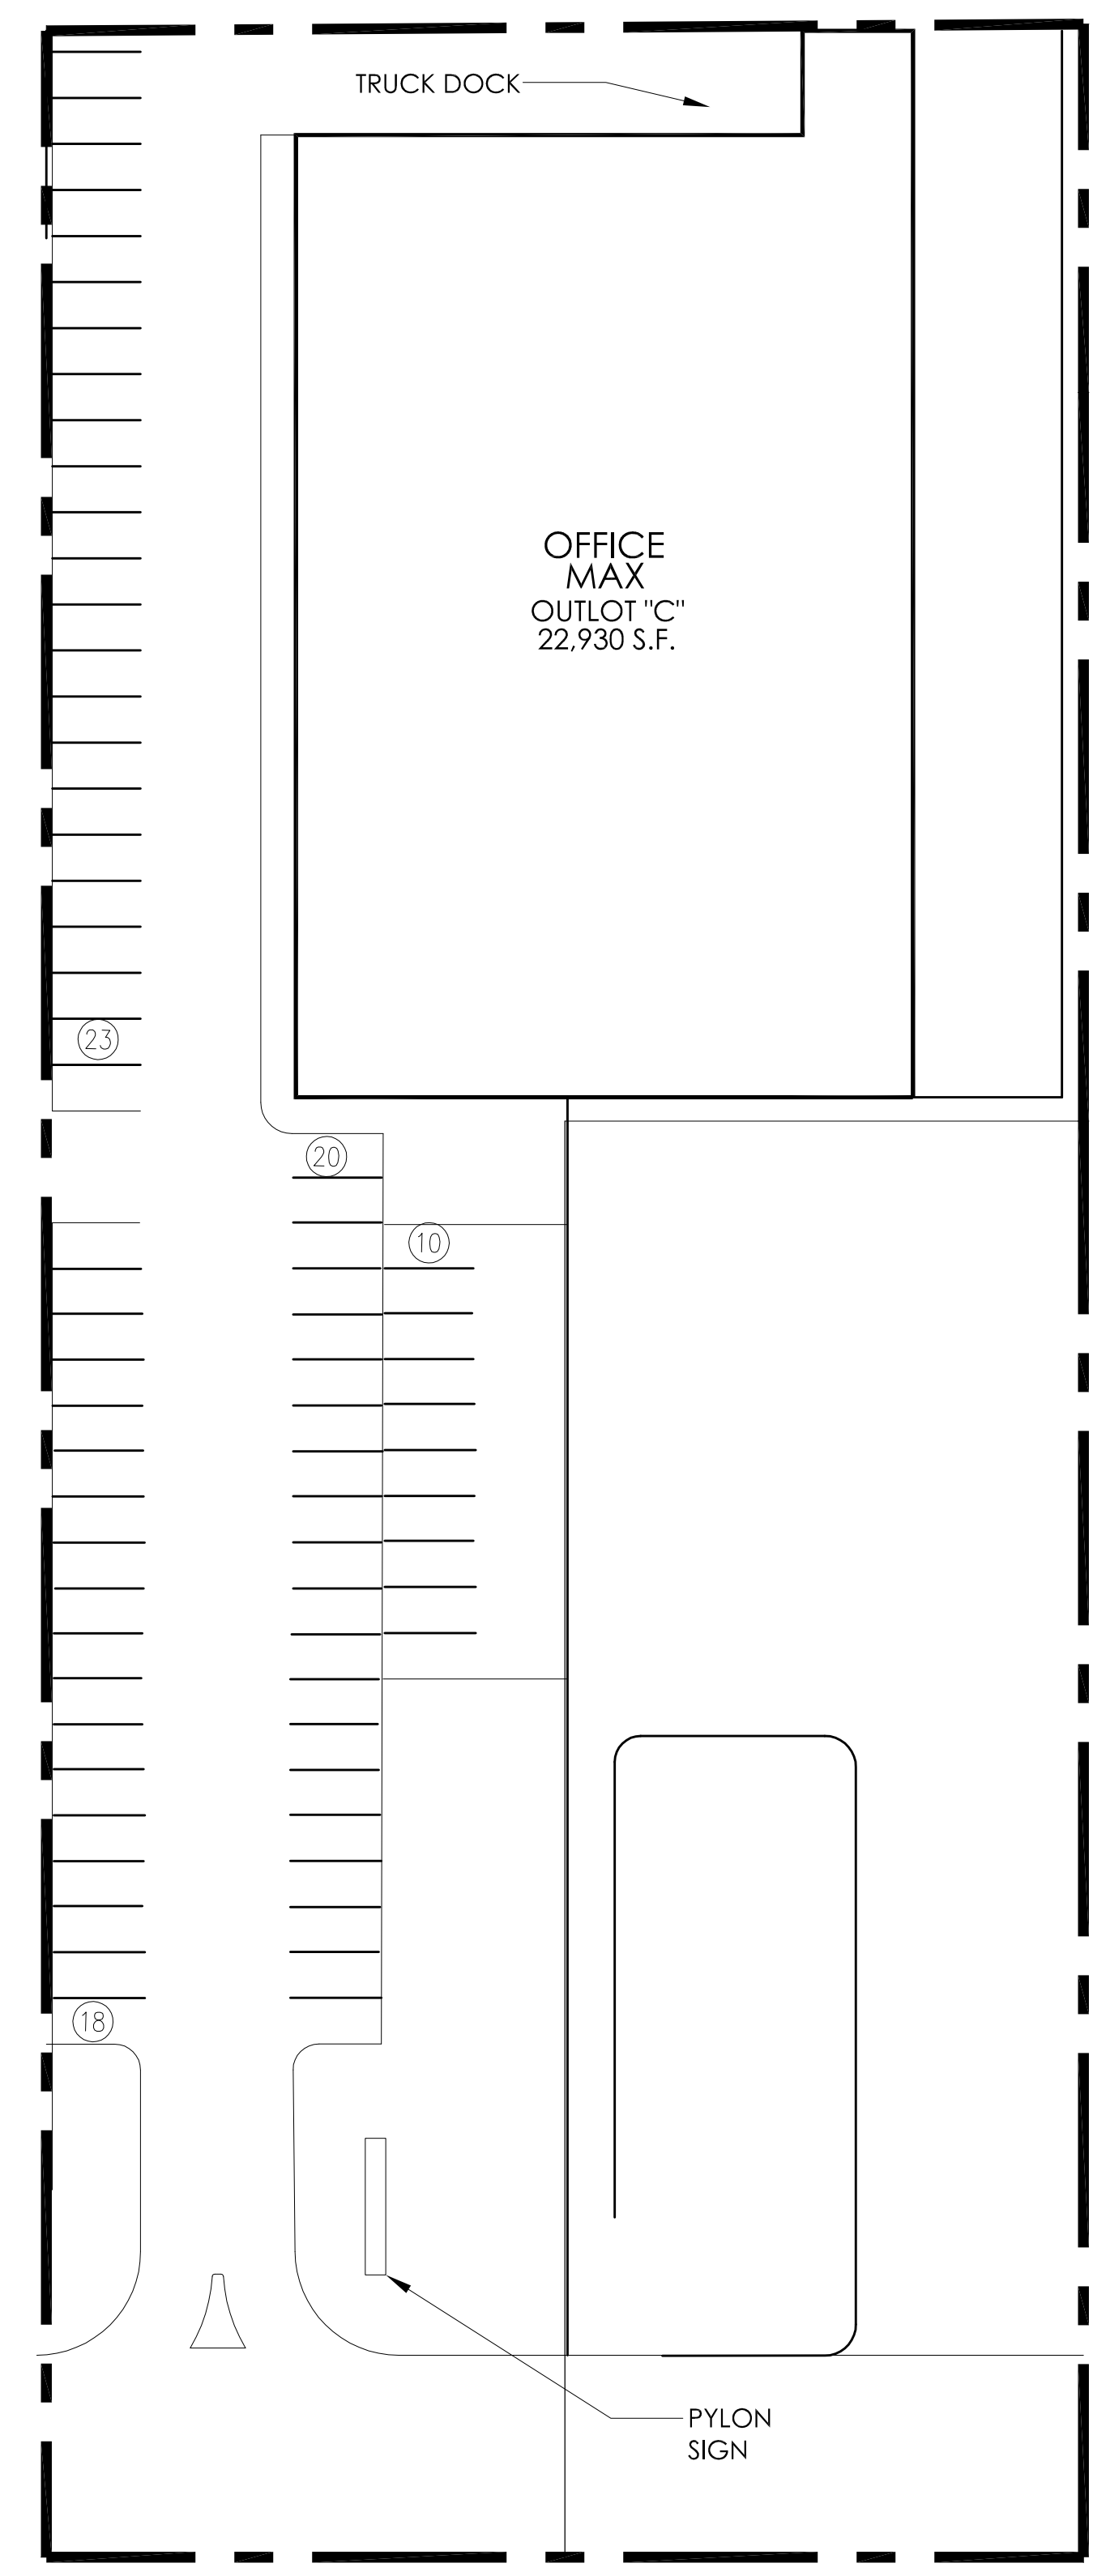 TRUCK DOCK
OFFICE
MAX
OUTLOT "C"
22,930 S.F.
23
20
10
18
PYLON
SIGN